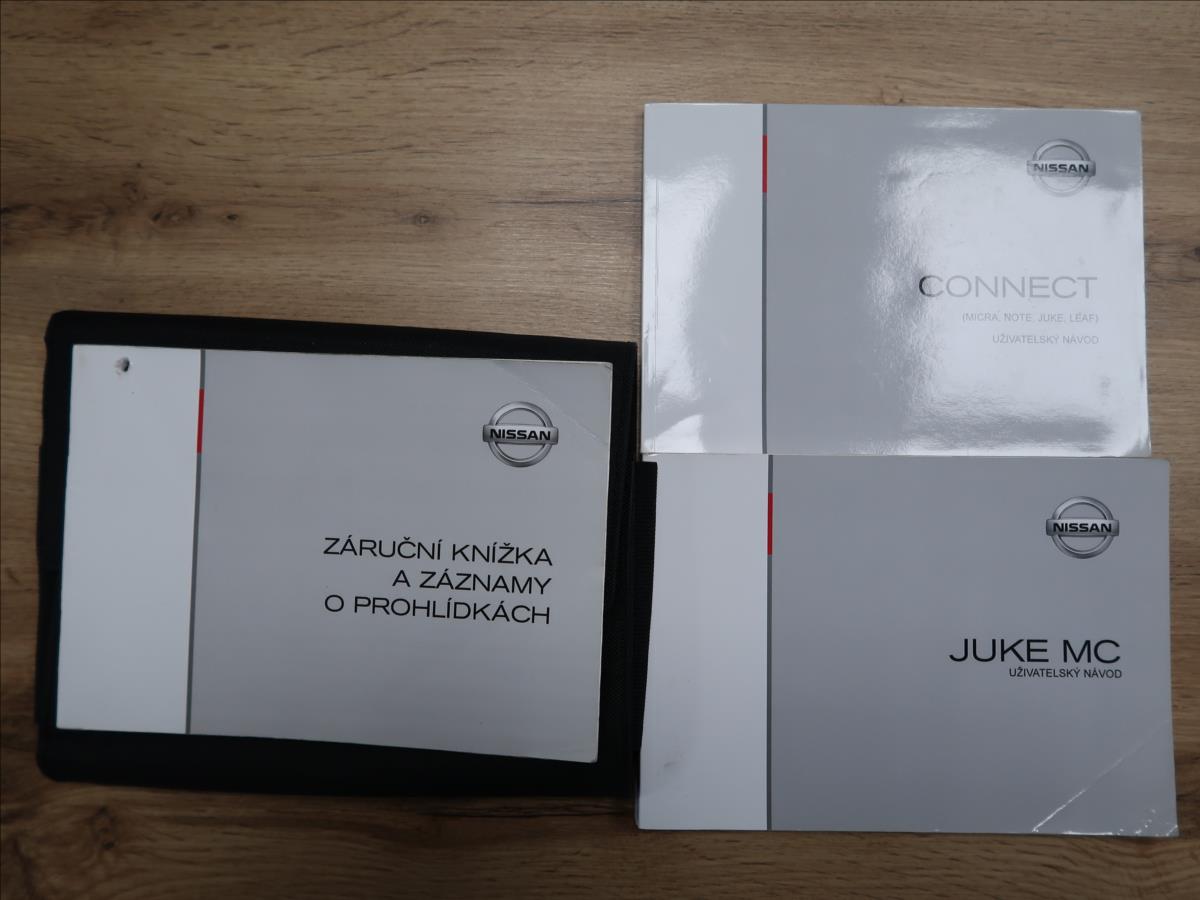 NISSAN
CONNECT
(MICRA, NOTE, JUKE, LEAF)
UŽIVATELSKÝ NÁVOD
NISSAN
ZÁRUČNÍ KNÍŽKA
A ZÁZNAMY
O PROHLÍDKÁCH
NISSAN
JUKE MC
UŽIVATELSKÝ NÁVOD